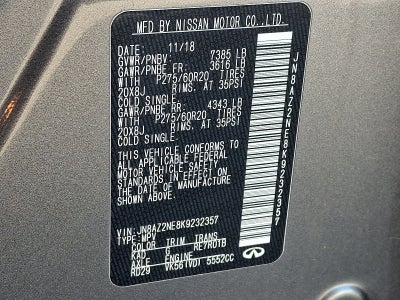 MFD BY NISSAN MOTOR CO.,LTD.
DATE: 11/18
GVWR/PNBV: 7385 LB
GAWR/PNBE FR: 3616 LB
WITH P275/60R20 TIRES
20X8J RIMS. AT 35PSI
COLD SINGLE.
GAWR/PNBE RR: 4343 LB
WITH P275/60R20 TIRES
20X8J RIMS. AT 35PSI
COLD SINGLE.
THIS VEHICLE CONFORMS TO
ALL APPLICABLE FEDERAL
MOTOR VEHICLE SAFETY
STANDARDS IN EFFECT ON
THE DATE OF MANUFACTURE
SHOWN ABOVE.
VIN: JN8AZ2NE8K9232357
TYPE:MPV
COLOR TRIM TRANS
KAD G RE7R01B
AXLE ENGINE
RD29 VK56(VD) 5552CC
JN8AZ2NE8K9232357